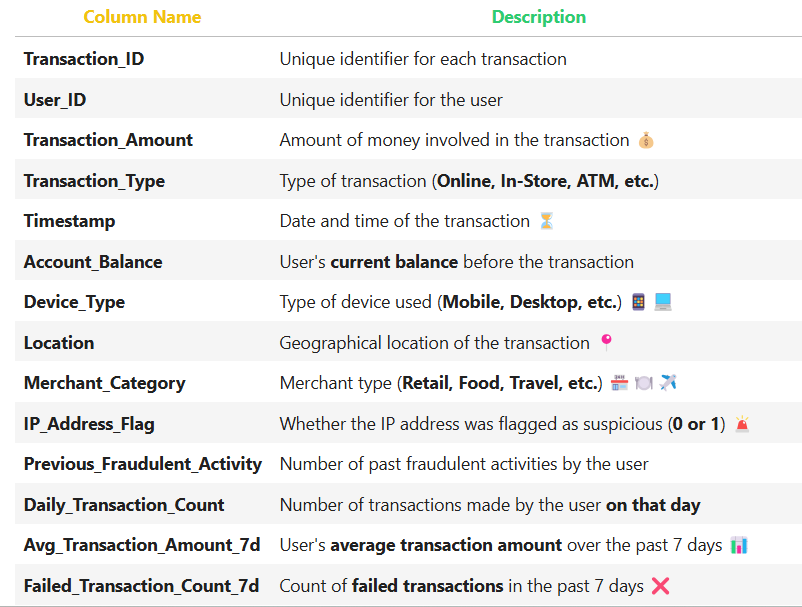 Column Name Description
Transaction_ID Unique identifier for each transaction
User_ID Unique identifier for the user
Transaction_Amount Amount of money involved in the transaction 💰
Transaction_Type Type of transaction (Online, In-Store, ATM, etc.)
Timestamp Date and time of the transaction ⏳
Account_Balance User's current balance before the transaction
Device_Type Type of device used (Mobile, Desktop, etc.) 📱 💻
Location Geographical location of the transaction 📍
Merchant_Category Merchant type (Retail, Food, Travel, etc.) 🏪 🍽️ ✈️
IP_Address_Flag Whether the IP address was flagged as suspicious (0 or 1) 🚨
Previous_Fraudulent_Activity Number of past fraudulent activities by the user
Daily_Transaction_Count Number of transactions made by the user on that day
Avg_Transaction_Amount_7d User's average transaction amount over the past 7 days 📊
Failed_Transaction_Count_7d Count of failed transactions in the past 7 days ❌